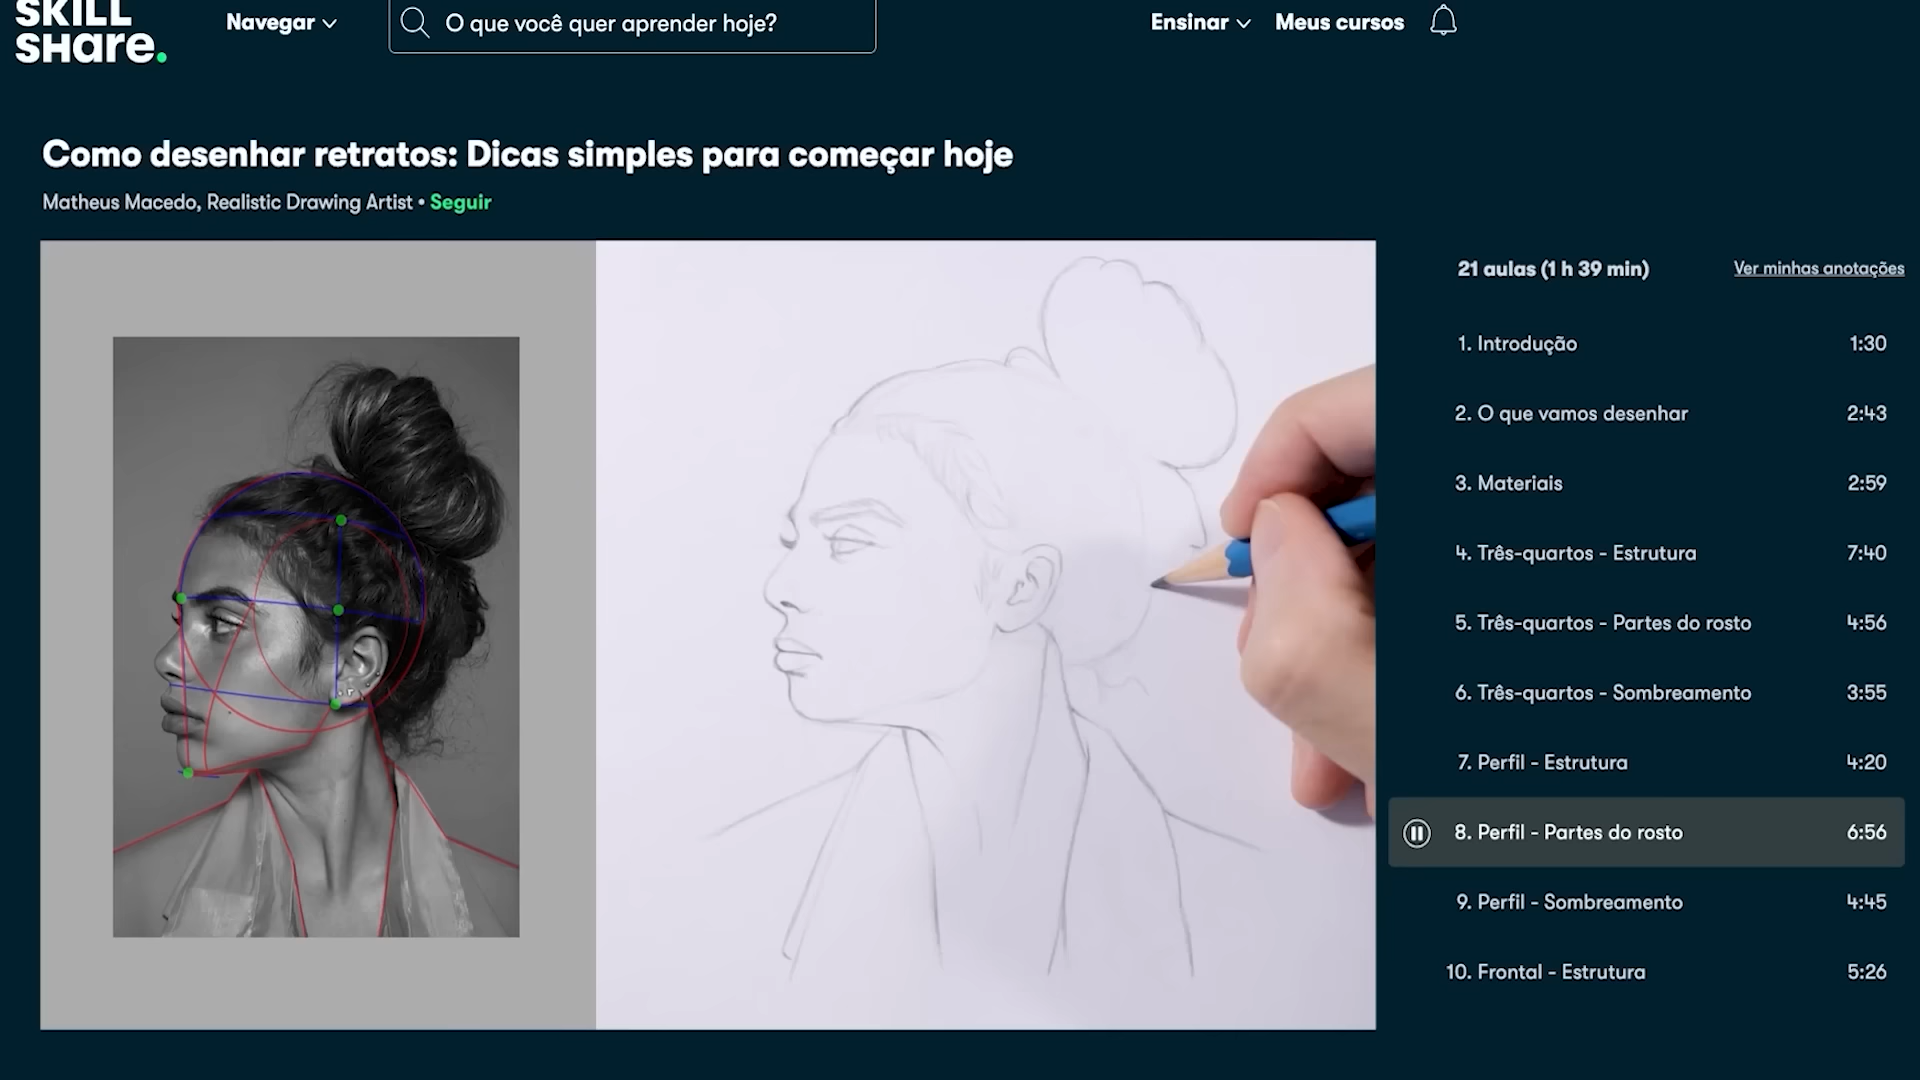 SKILL
SHare.
Navegar
O que você quer aprender hoje?
Ensinar
Meus cursos
Como desenhar retratos: Dicas simples para começar hoje
Matheus Macedo, Realistic Drawing Artist • Seguir
21 aulas (1 h 39 min)
Ver minhas anotações
1. Introdução 1:30
2. O que vamos desenhar 2:43
3. Materiais 2:59
4. Três-quartos - Estrutura 7:40
5. Três-quartos - Partes do rosto 4:56
6. Três-quartos - Sombreamento 3:55
7. Perfil - Estrutura 4:20
8. Perfil - Partes do rosto 6:56
9. Perfil - Sombreamento 4:45
10. Frontal - Estrutura 5:26